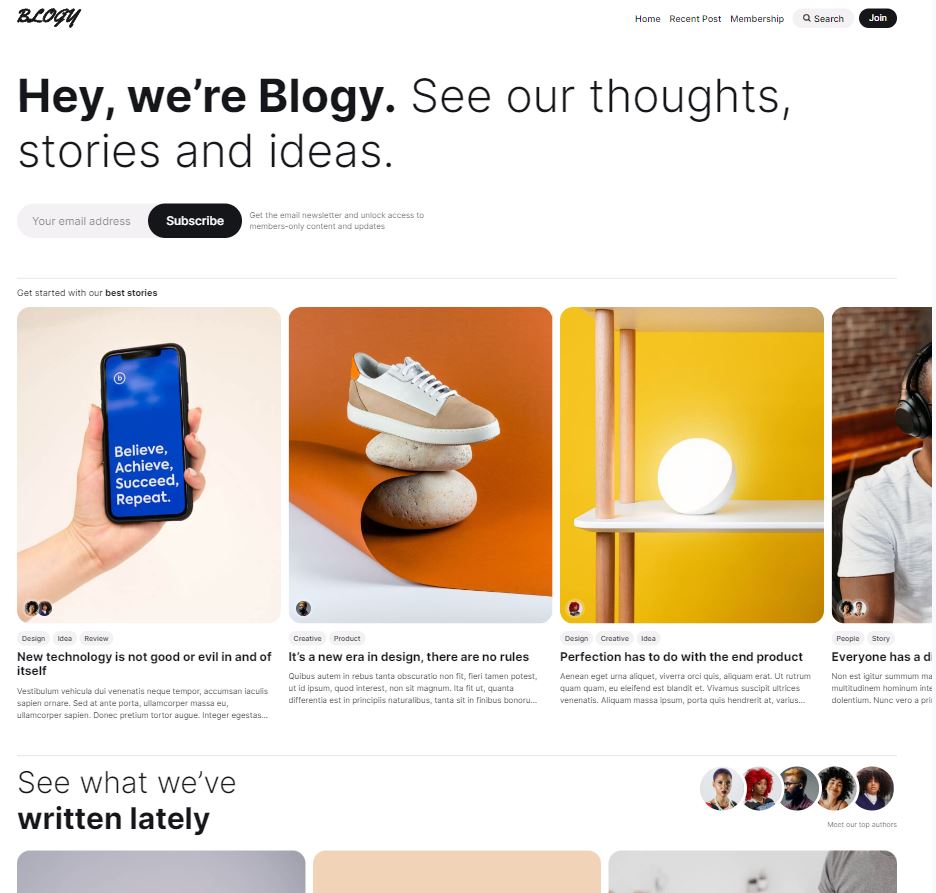 BLOGY
Home Recent Post Membership Search Join
Hey, we’re Blogy. See our thoughts,
stories and ideas.
Your email address Subscribe
Get the email newsletter and unlock access to
members-only content and updates
Get started with our best stories
b
Believe,
Achieve,
Succeed,
Repeat.
Design Idea Review
New technology is not good or evil in and of
itself
Vestibulum vehicula dui venenatis neque tempor, accumsan iaculis
sapien ornare. Sed at ante porta, ullamcorper massa eu,
ullamcorper sapien. Donec pretium tortor augue. Integer egestas...
Creative Product
It’s a new era in design, there are no rules
Quibus autem in rebus tanta obscuratio non fit, fieri tamen potest,
ut id ipsum, quod interest, non sit magnum. Ita fit ut, quanta
differentia est in principiis naturalibus, tanta sit in finibus bonoru...
Design Creative Idea
Perfection has to do with the end product
Aenean eget urna aliquet, viverra orci quis, aliquam erat. Ut rutrum
quam quam, eu eleifend est blandit et. Vivamus suscipit ultrices
venenatis. Aliquam massa ipsum, porta quis hendrerit at, varius...
People Story
Everyone has a di
Non est igitur summum ma
multitudinem hominum inte
dolentium. Nunc vero a prin
See what we’ve
written lately
Meet our top authors